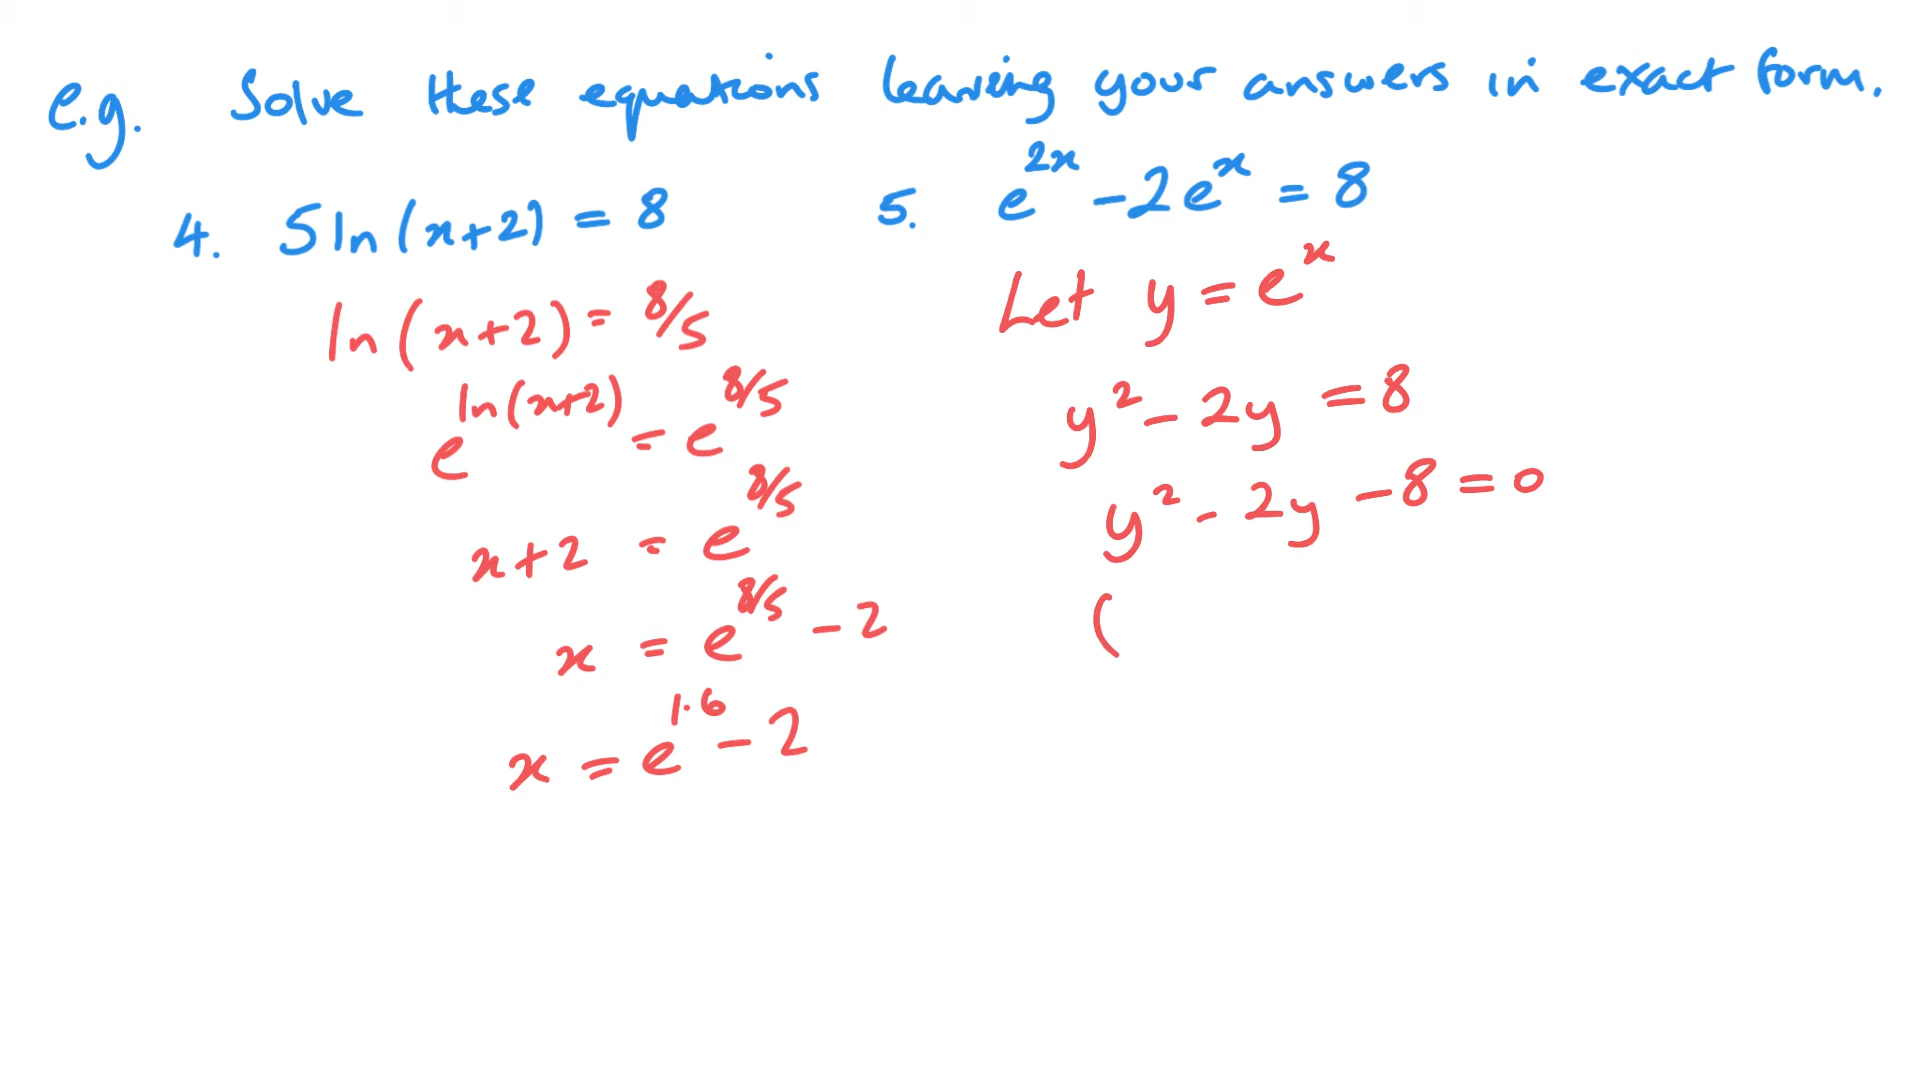 e.g. Solve these equations leaving your answers in exact form.
4. 5 ln(x+2) = 8
ln(x+2) = 8/5
e^{ln(x+2)} = e^{8/5}
x+2 = e^{8/5}
x = e^{8/5} - 2
x = e^{1.6} - 2
5. e^{2x} - 2e^{x} = 8
Let y = e^{x}
y² - 2y = 8
y² - 2y - 8 = 0
(